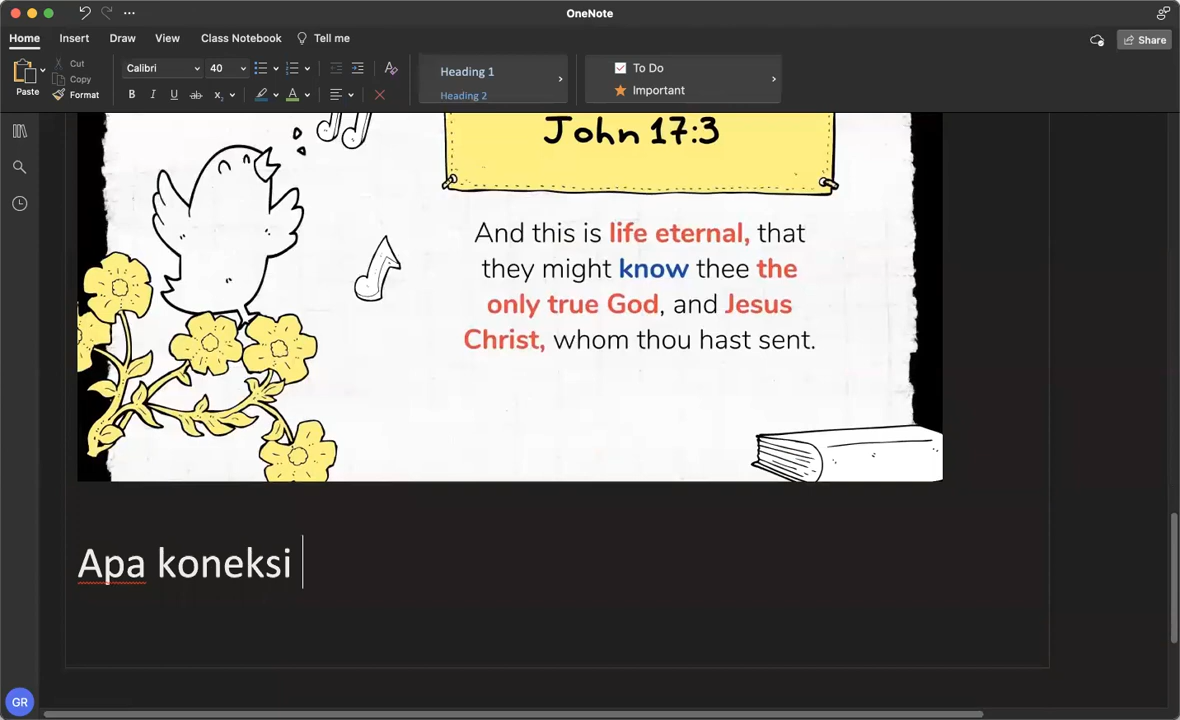 OneNote
Home Insert Draw View Class Notebook Tell me
Share
Paste
Cut
Copy
Format
Calibri 40
B I U ab x
A
Heading 1
Heading 2
To Do
Important
John 17:3
And this is life eternal, that
they might know thee the
only true God, and Jesus
Christ, whom thou hast sent.
Apa koneksi
GR